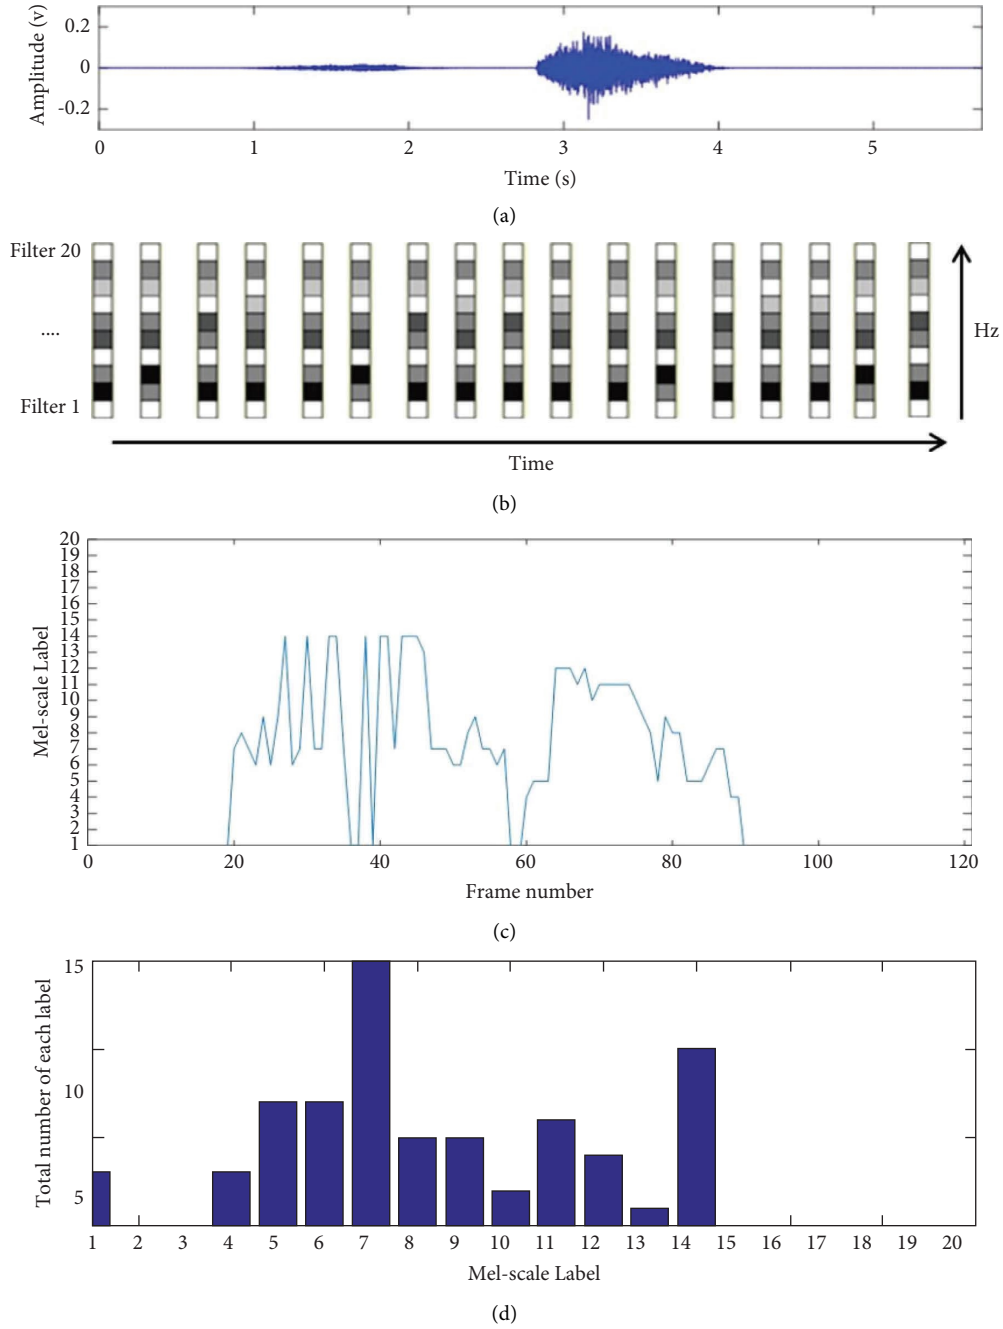 Amplitude (v)
0.2
0
-0.2
0 1 2 3 4 5
Time (s)
(a)
Filter 20
....
Filter 1
Hz
Time
(b)
Mel-scale Label
20
19
18
17
16
15
14
13
12
11
10
9
8
7
6
5
4
3
2
1
0 20 40 60 80 100 120
Frame number
(c)
Total number of each label
15
10
5
1 2 3 4 5 6 7 8 9 10 11 12 13 14 15 16 17 18 19 20
Mel-scale Label
(d)